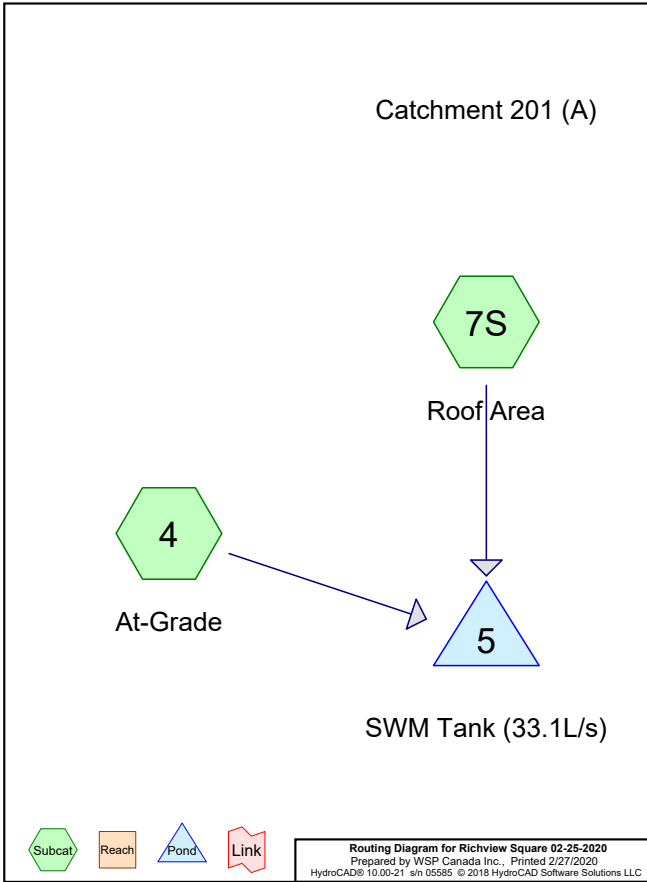 Catchment 201 (A)
7S
Roof Area
4
At-Grade
5
SWM Tank (33.1L/s)
Subcat
Reach
Pond
Link
Routing Diagram for Richview Square 02-25-2020
Prepared by WSP Canada Inc., Printed 2/27/2020
HydroCAD® 10.00-21 s/n 05585 © 2018 HydroCAD Software Solutions LLC